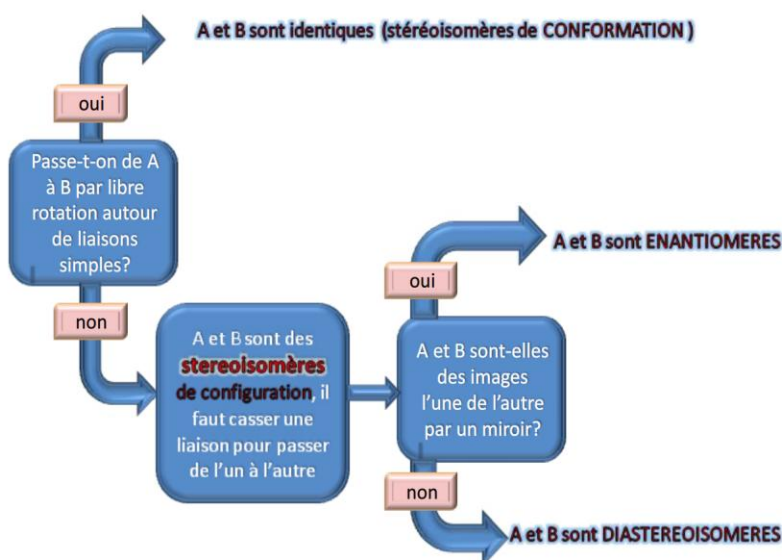 A et B sont identiques (stéréoisomères de CONFORMATION )
oui
Passe-t-on de A
à B par libre
rotation autour
de liaisons
simples?
non
A et B sont des
stereoisomères
de configuration, il
faut casser une
liaison pour passer
de l'un à l'autre
A et B sont ENANTIOMERES
oui
A et B sont-elles
des images
l'une de l'autre
par un miroir?
non
A et B sont DIASTEREOISOMERES